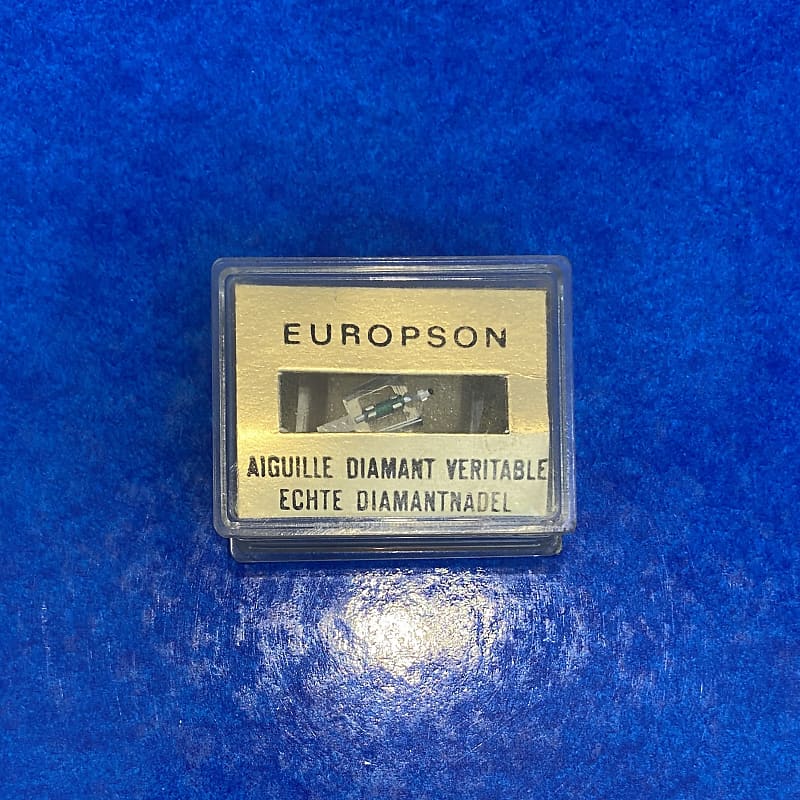 EUROPSON
AIGUILLE DIAMANT VERITABLE
ECHTE DIAMANTNADEL